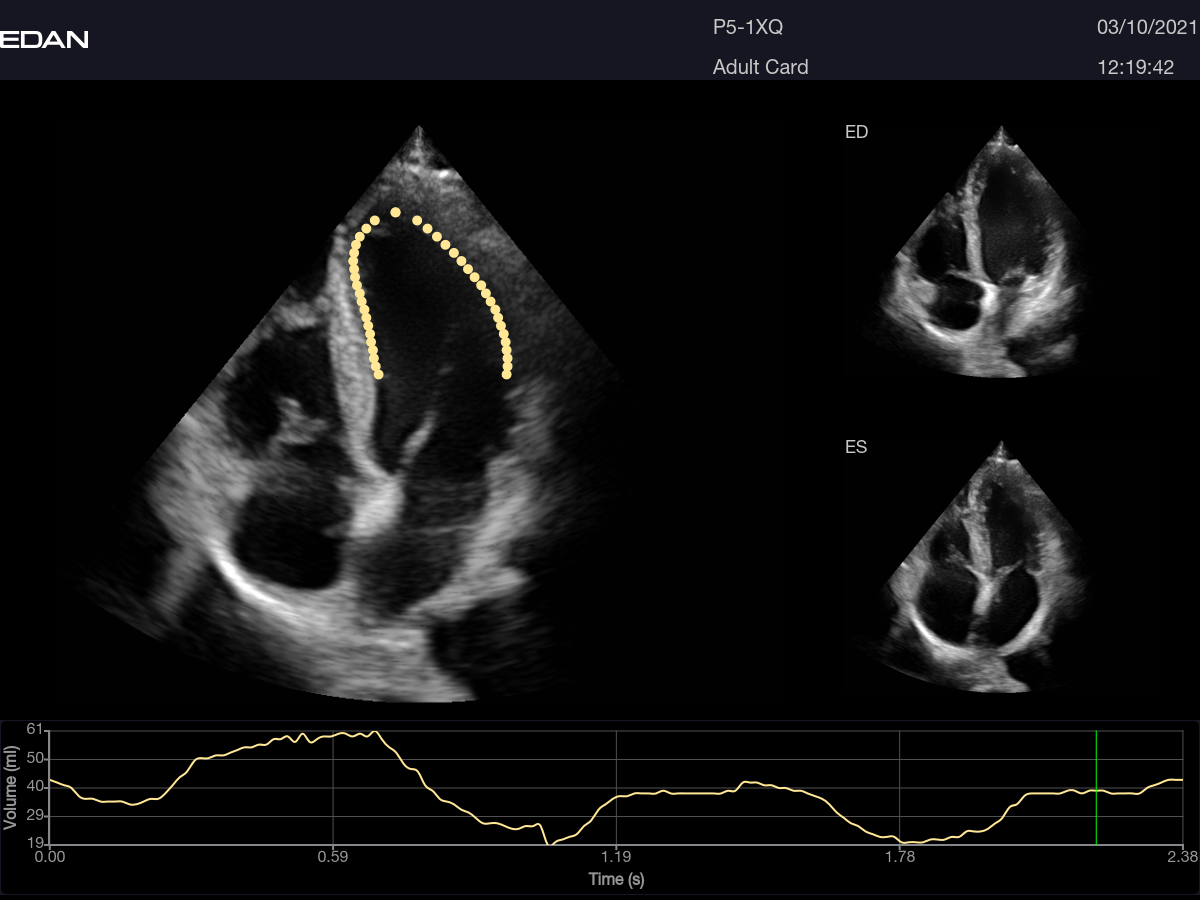 EDAN
P5-1XQ
03/10/2021
Adult Card
12:19:42
ED
ES
Volume (ml)
61
50
40
29
19
0.00
0.59
1.19
1.78
2.38
Time (s)